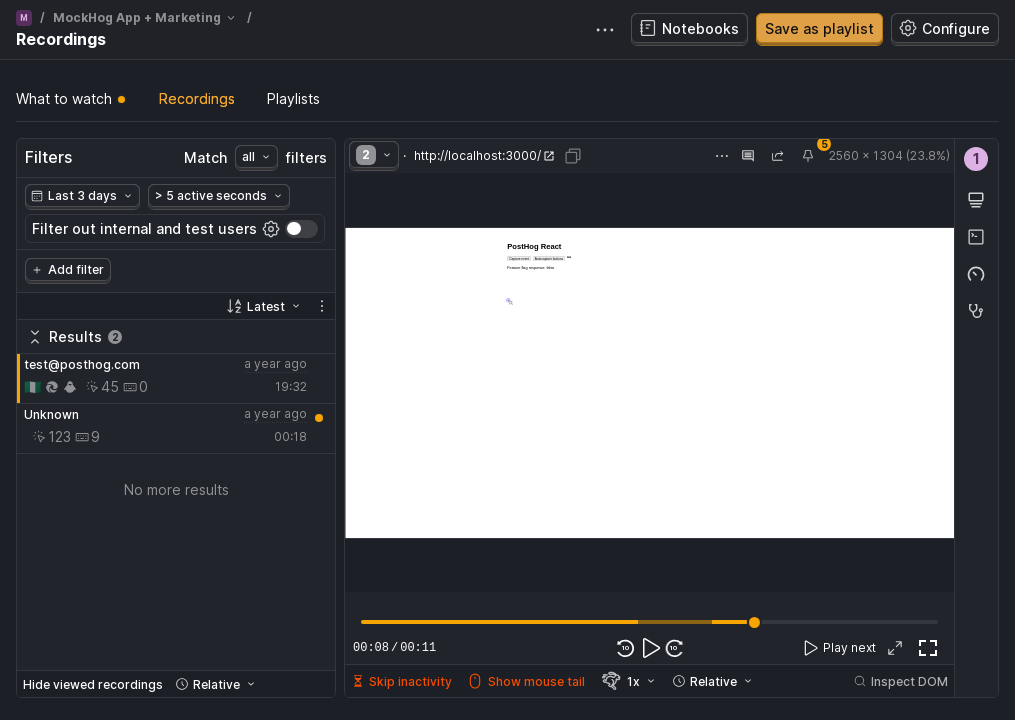 M / MockHog App + Marketing /
Recordings
Notebooks
Save as playlist
Configure
What to watch
Recordings
Playlists
Filters
Match all filters
Last 3 days
> 5 active seconds
Filter out internal and test users
Add filter
Latest
Results 2
test@posthog.com
a year ago
45 0
19:32
Unknown
a year ago
123 9
00:18
No more results
Hide viewed recordings
Relative
2 · http://localhost:3000/
5
2560 × 1304 (23.8%)
1
PostHog React
Capture event
Feature flag response:
00:08 / 00:11
10
10
Play next
Skip inactivity
Show mouse tail
1x
Relative
Inspect DOM